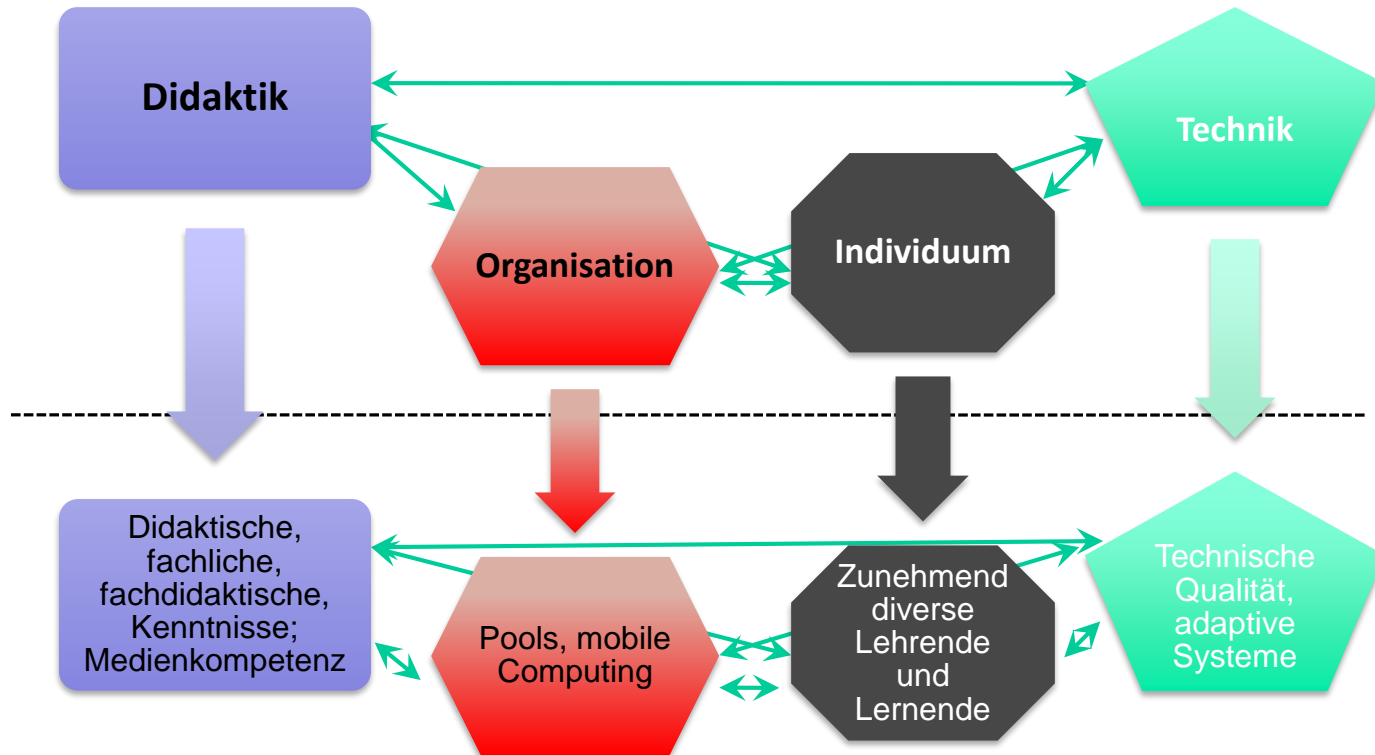 Didaktik
Technik
Organisation
Individuum
Didaktische,
fachliche,
fachdidaktische,
Kenntnisse;
Medienkompetenz
Pools, mobile
Computing
Zunehmend
diverse
Lehrende
und
Lernende
Technische
Qualität,
adaptive
Systeme